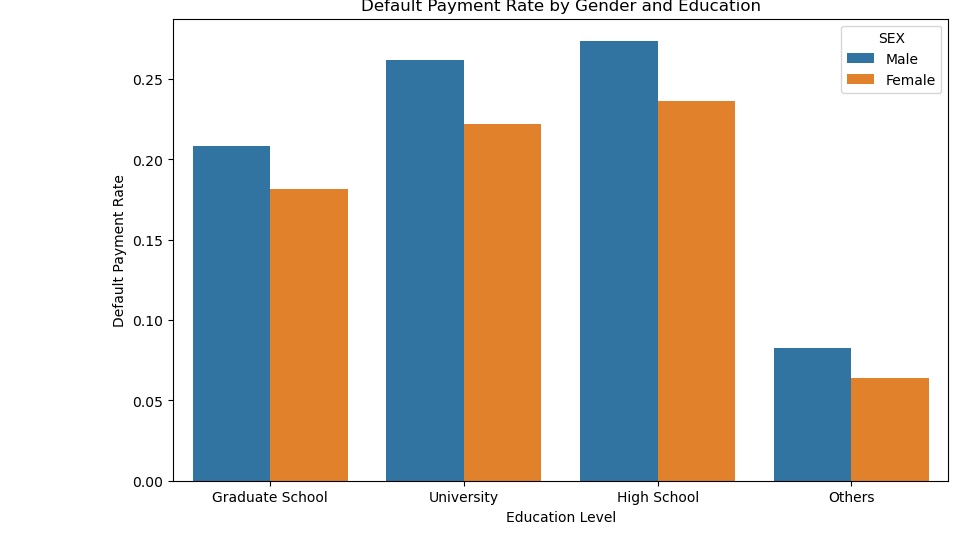 Default Payment Rate by Gender and Education
SEX
Male
Female
0.25
0.20
0.15
0.10
0.05
0.00
Default Payment Rate
Graduate School
University
High School
Others
Education Level